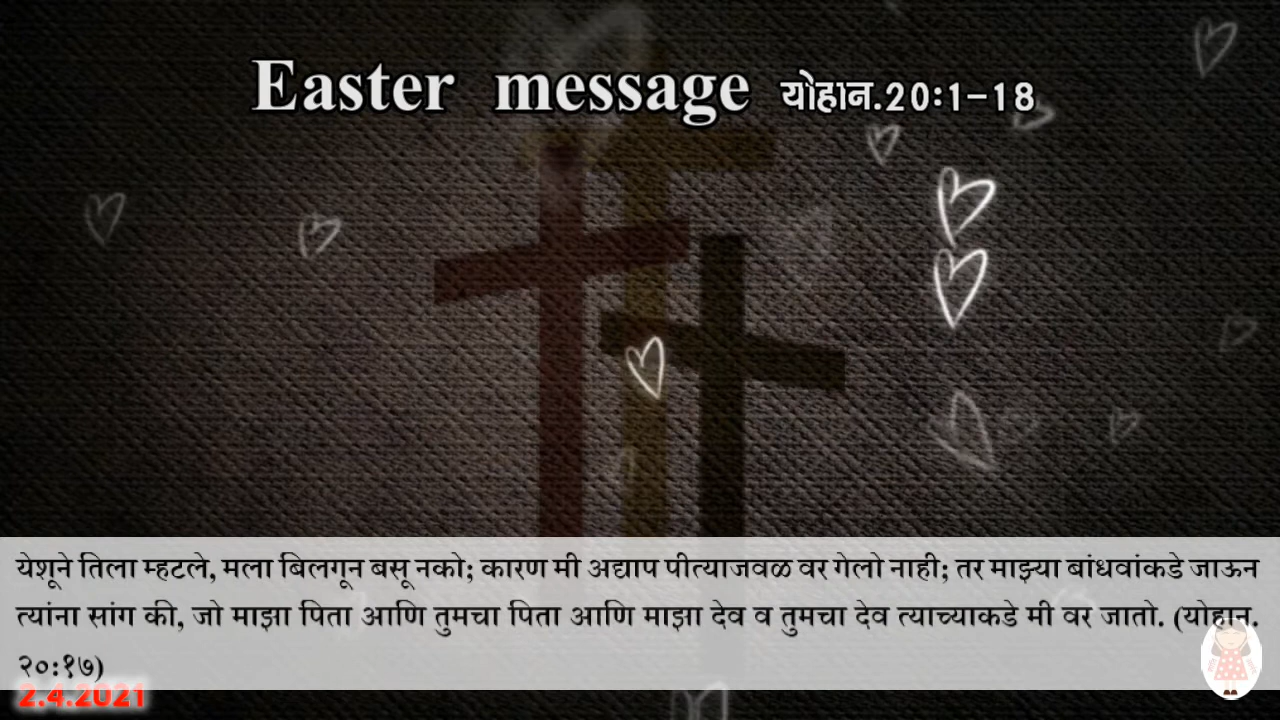 Easter message योहान.20:1-18
येशूने तिला म्हटले, मला बिलगून बसू नको; कारण मी अद्याप पीत्याजवळ वर गेलो नाही; तर माझ्या बांधवांकडे जाऊन
त्यांना सांग की, जो माझा पिता आणि तुमचा पिता आणि माझा देव व तुमचा देव त्याच्याकडे मी वर जातो. (योहान.
२०:१७)
2.4.2021